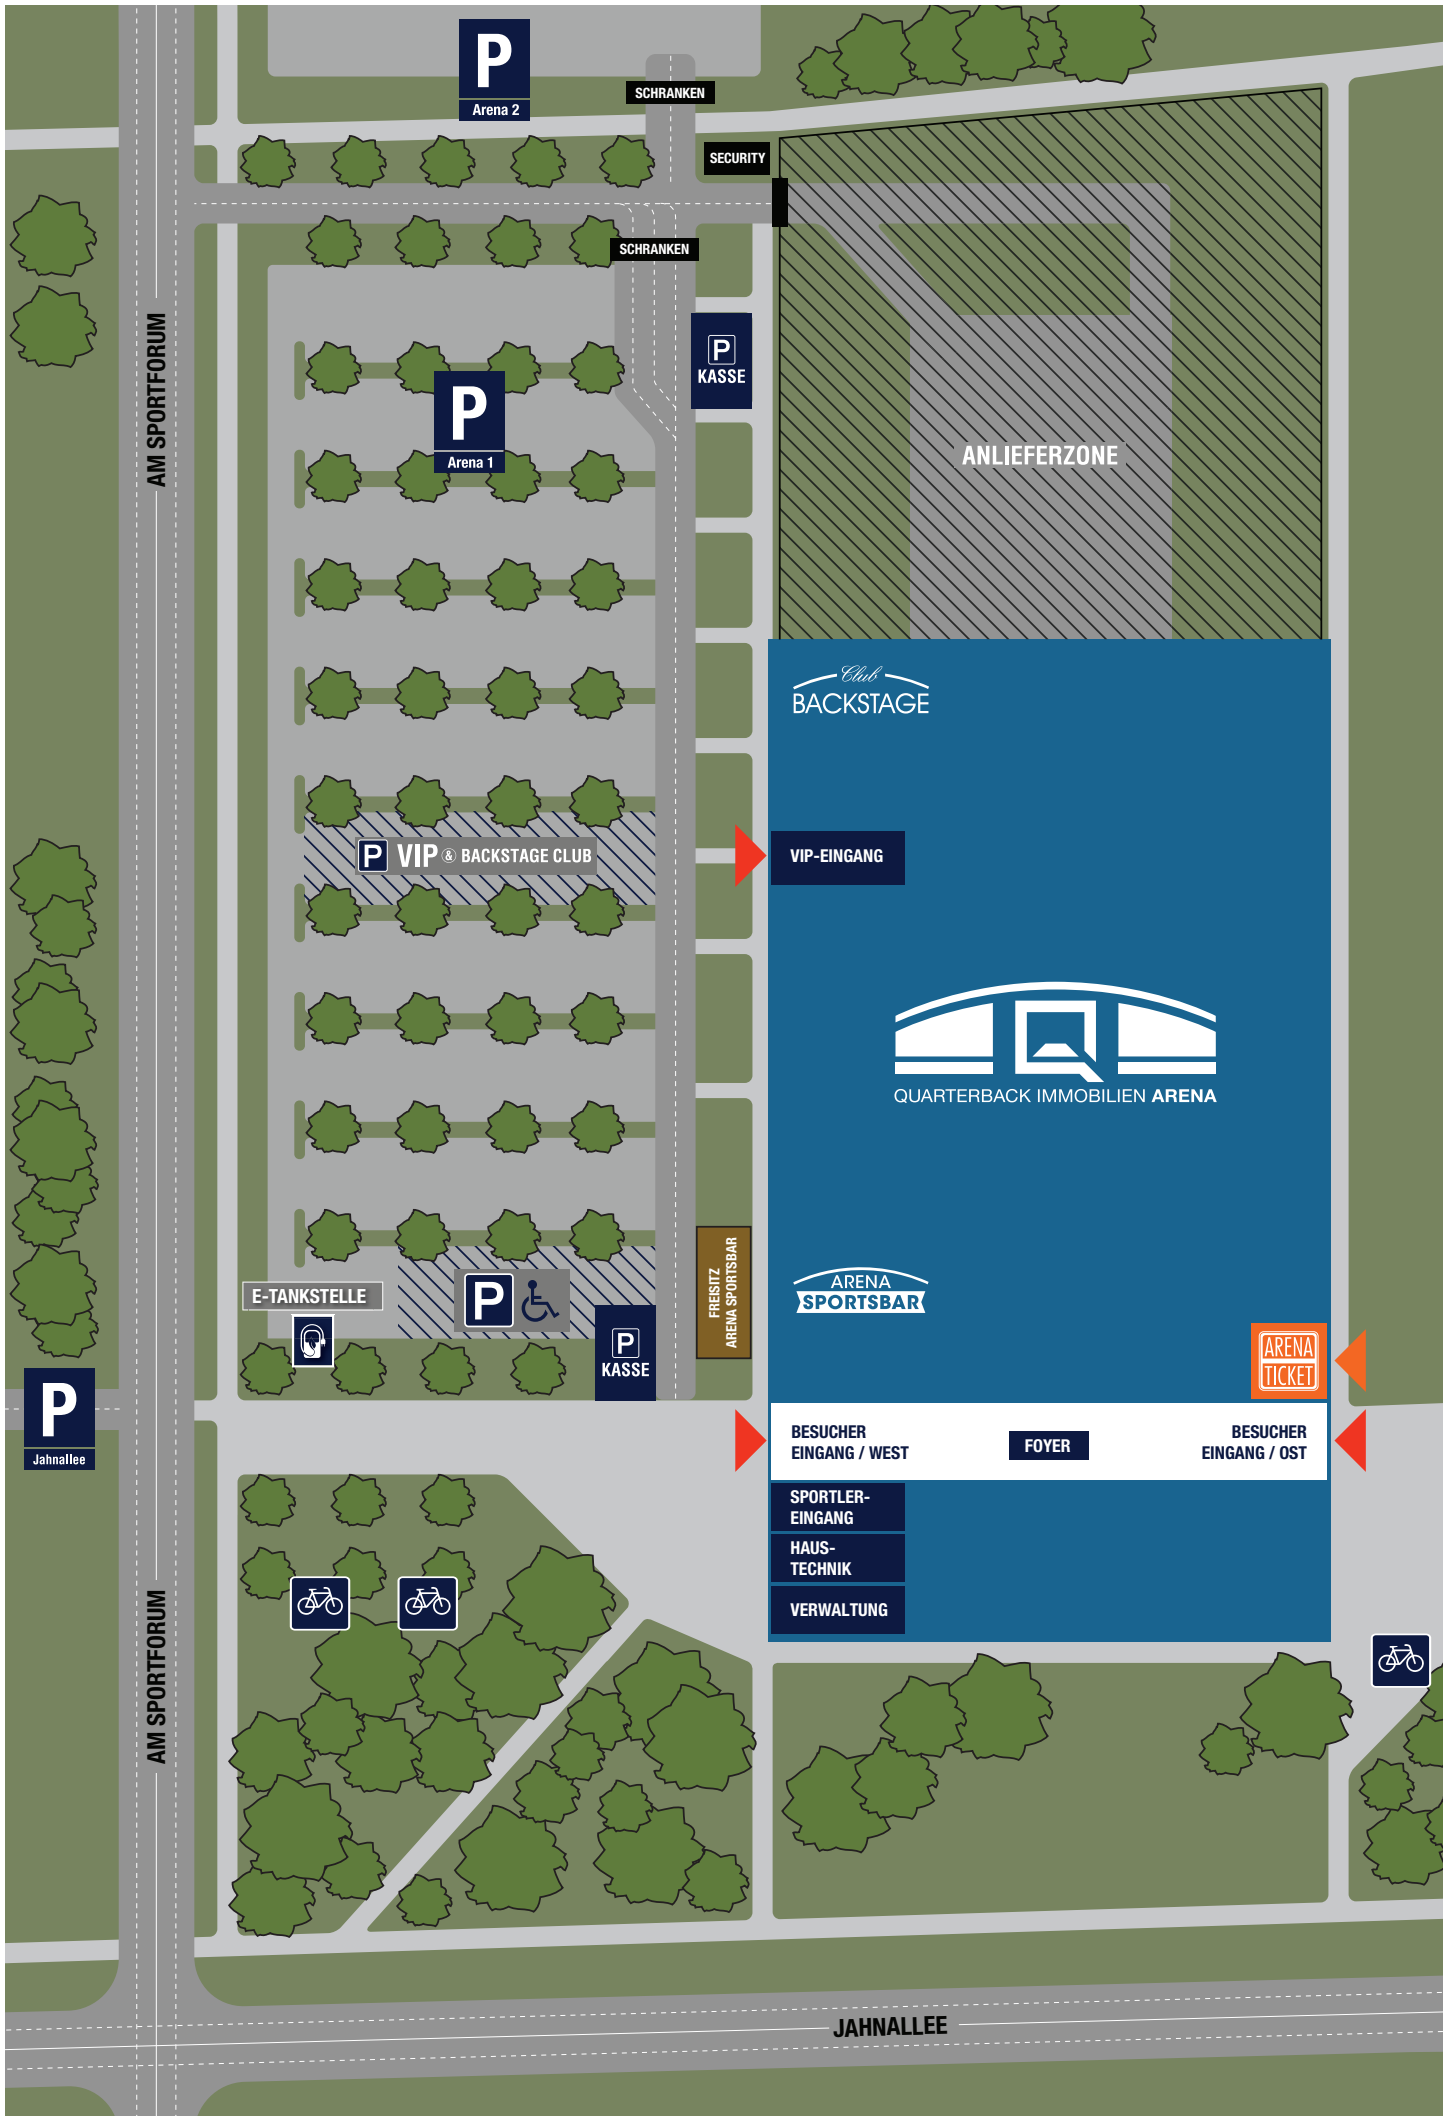 P
Arena 2
SCHRANKEN
SECURITY
SCHRANKEN
AM SPORTFORUM
P
KASSE
P
Arena 1
ANLIEFERZONE
Club
BACKSTAGE
P VIP & BACKSTAGE CLUB
VIP-EINGANG
Q
QUARTERBACK IMMOBILIEN ARENA
FREISITZ
ARENA SPORTSBAR
ARENA
SPORTSBAR
E-TANKSTELLE
P
P
KASSE
ARENA
TICKET
P
Jahnallee
BESUCHER
EINGANG / WEST
FOYER
BESUCHER
EINGANG / OST
SPORTLER-
EINGANG
HAUS-
TECHNIK
VERWALTUNG
AM SPORTFORUM
JAHNALLEE